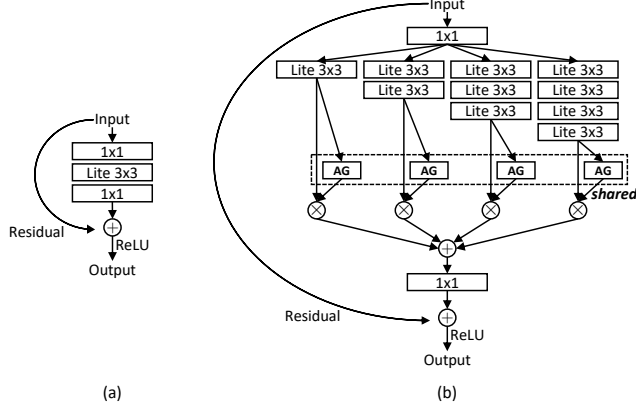 Input
1x1
Lite 3x3
1x1
Residual
ReLU
Output
(a)
Input
1x1
Lite 3x3 Lite 3x3 Lite 3x3 Lite 3x3
Lite 3x3 Lite 3x3 Lite 3x3
Lite 3x3 Lite 3x3
Lite 3x3
AG AG AG AG
shared
1x1
Residual
ReLU
Output
(b)